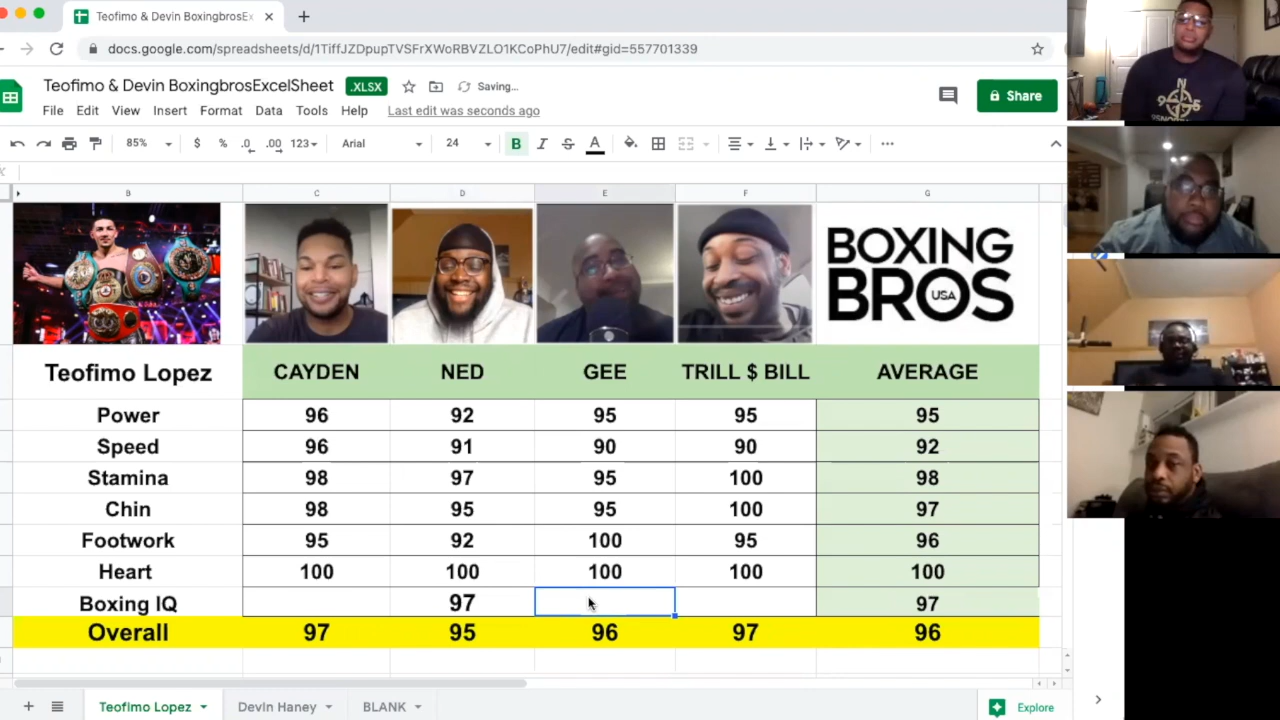 Teofimo & Devin BoxingbrosEx
docs.google.com/spreadsheets/d/1TiffJZDpupTVSFrXWoRBVZLO1KCoPhU7/edit#gid=557701339
Teofimo & Devin BoxingbrosExcelSheet .XLSX Saving...
File Edit View Insert Format Data Tools Help Last edit was seconds ago
Share
85% $ % .0 .00 123 Arial 24 B I S A
B C D E F G
BOXING
BROS
USA
Teofimo Lopez CAYDEN NED GEE TRILL $ BILL AVERAGE
Power 96 92 95 95 95
Speed 96 91 90 90 92
Stamina 98 97 95 100 98
Chin 98 95 95 100 97
Footwork 95 92 100 95 96
Heart 100 100 100 100 100
Boxing IQ 97 97
Overall 97 95 96 97 96
Teofimo Lopez Devin Haney BLANK Explore